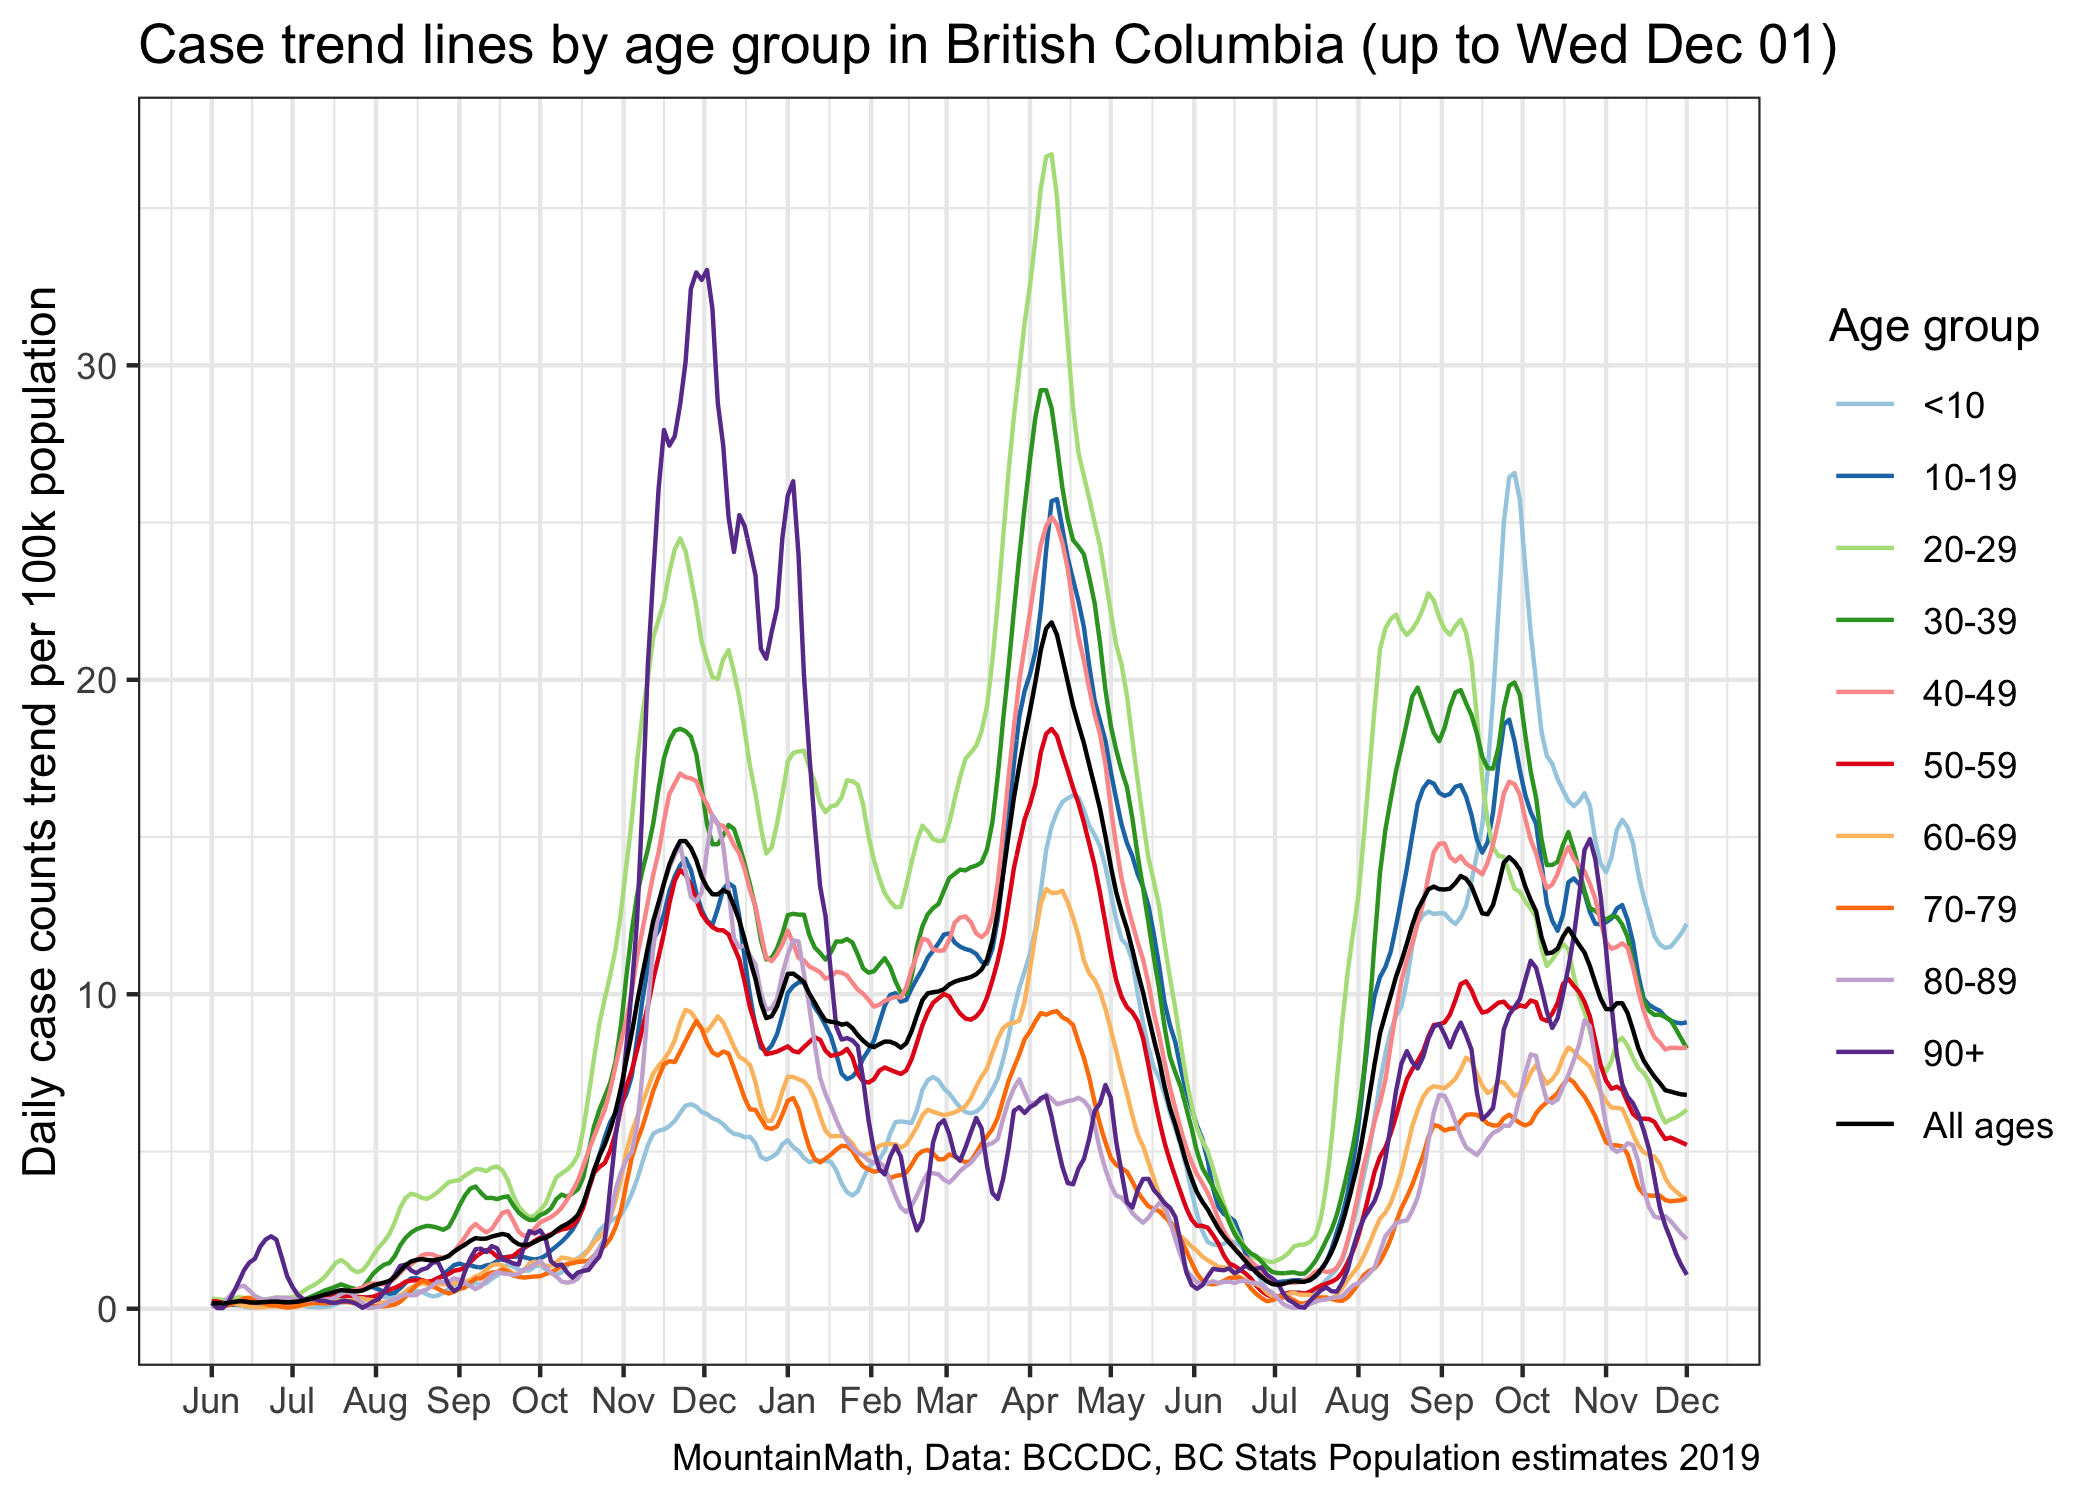 Case trend lines by age group in British Columbia (up to Wed Dec 01)
Daily case counts trend per 100k population
30
20
10
0
Jun Jul Aug Sep Oct Nov Dec Jan Feb Mar Apr May Jun Jul Aug Sep Oct Nov Dec
Age group
<10
10-19
20-29
30-39
40-49
50-59
60-69
70-79
80-89
90+
All ages
MountainMath, Data: BCCDC, BC Stats Population estimates 2019